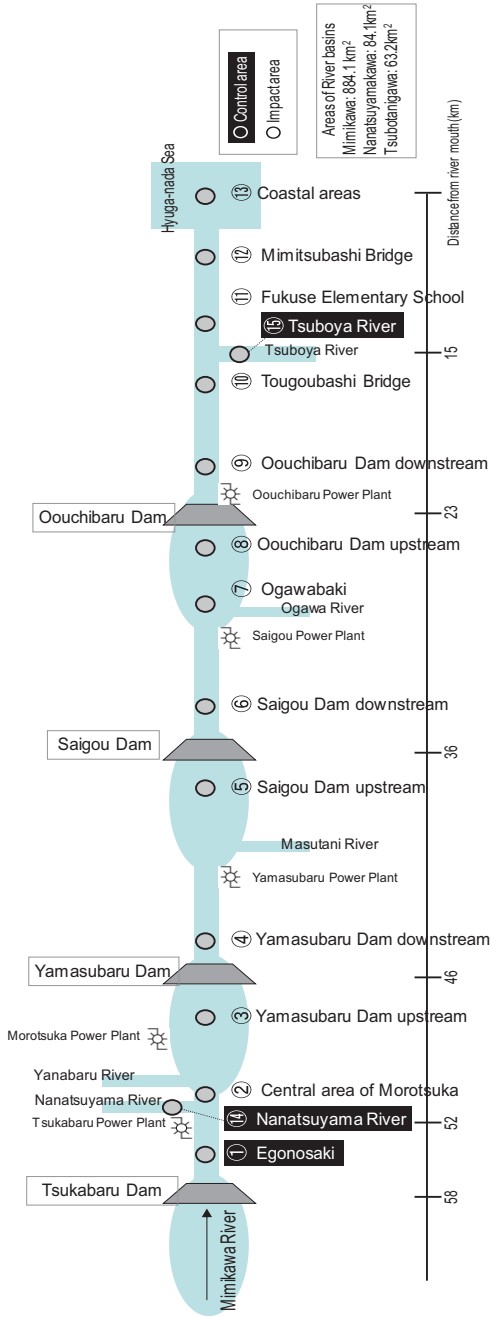 Hyuga-nada Sea
○ Control area
○ Impact area
Areas of River basins
Mimikawa: 884.1 km²
Nanatsuyamakawa: 84.1km²
Tsubotanigawa: 63.2km²
Distance from river mouth (km)
⑬ Coastal areas
⑫ Mimitsubashi Bridge
⑪ Fukuse Elementary School
⑮ Tsuboya River
Tsuboya River
15
⑩ Tougoubashi Bridge
⑨ Oouchibaru Dam downstream
Oouchibaru Power Plant
Oouchibaru Dam
23
⑧ Oouchibaru Dam upstream
⑦ Ogawabaki
Ogawa River
Saigou Power Plant
⑥ Saigou Dam downstream
Saigou Dam
36
⑤ Saigou Dam upstream
Masutani River
Yamasubaru Power Plant
④ Yamasubaru Dam downstream
Yamasubaru Dam
46
③ Yamasubaru Dam upstream
Morotsuka Power Plant
Yanabaru River
② Central area of Morotsuka
Nanatsuyama River
⑭ Nanatsuyama River
Tsukabaru Power Plant
52
① Egonosaki
Tsukabaru Dam
58
Mimikawa River